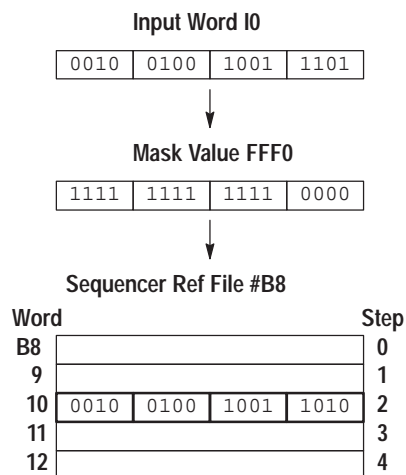 Input Word I0
0010 0100 1001 1101
Mask Value FFF0
1111 1111 1111 0000
Sequencer Ref File #B8
Word Step
B8 0
9 1
10 0010 0100 1001 1010 2
11 3
12 4